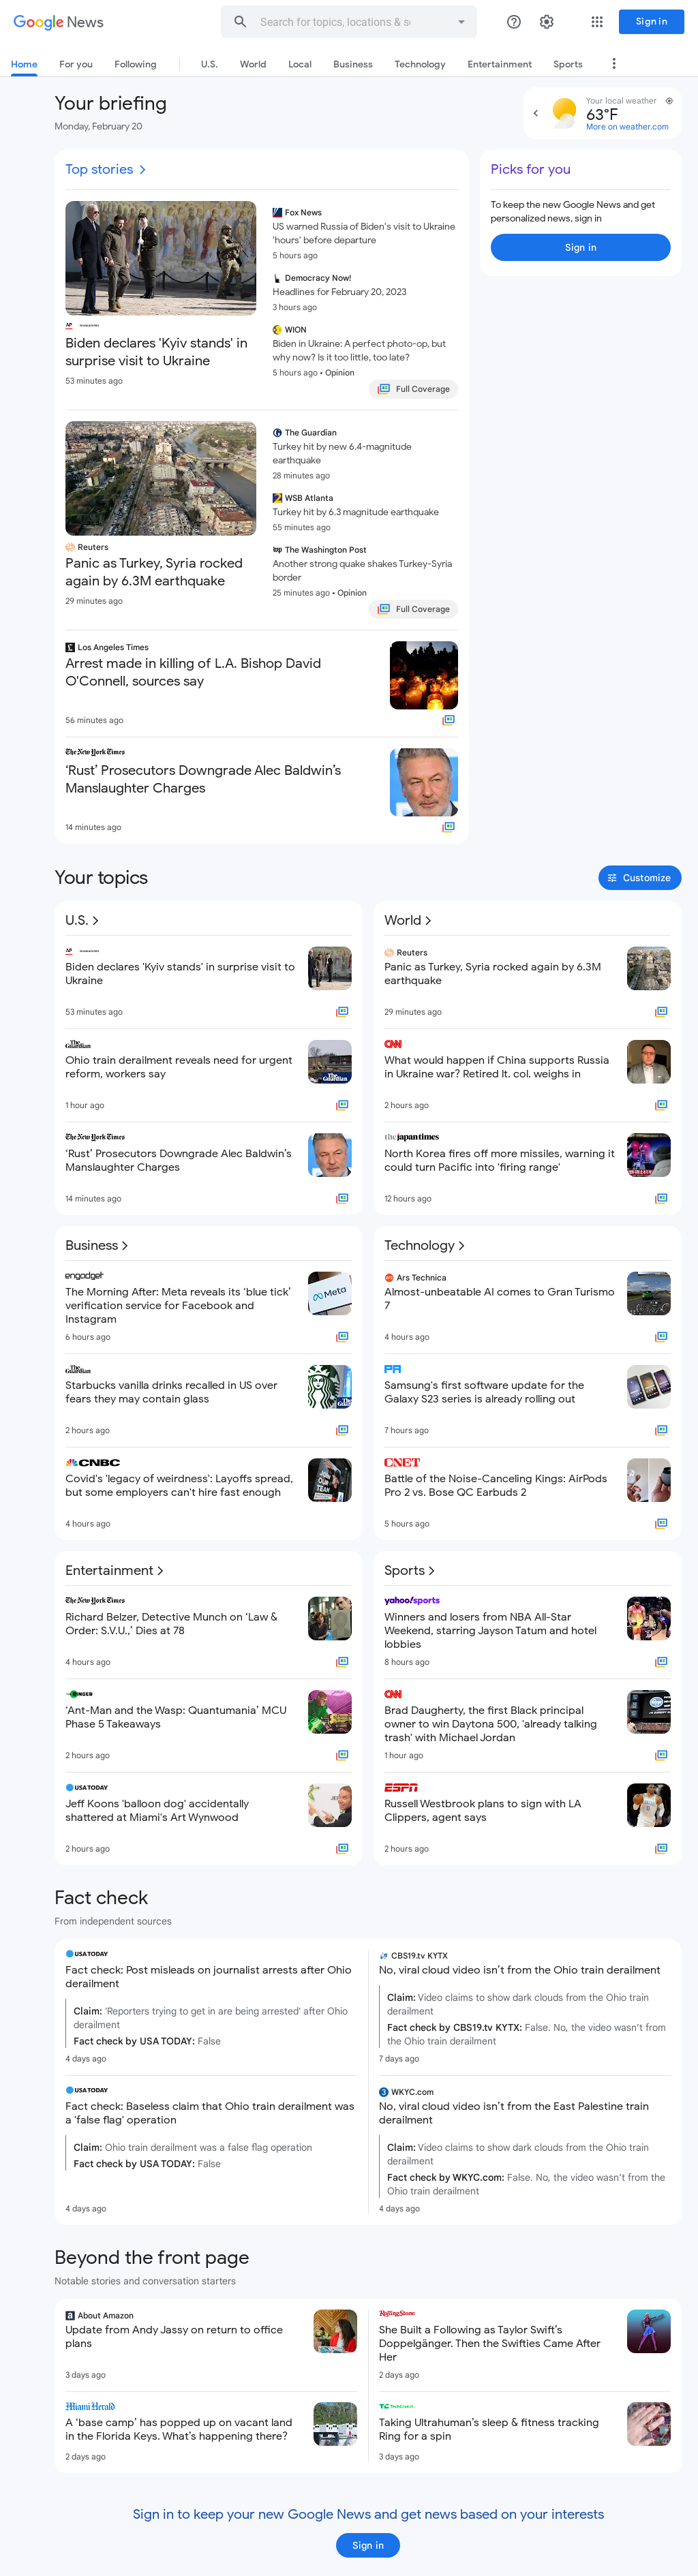 Google News
Search for topics, locations & so
Sign in
Home For you Following U.S. World Local Business Technology Entertainment Sports
Your briefing
Monday, February 20
Your local weather
63°F
More on weather.com
Top stories
AP
Biden declares 'Kyiv stands' in
surprise visit to Ukraine
53 minutes ago
Fox News
US warned Russia of Biden's visit to Ukraine
'hours' before departure
5 hours ago
Democracy Now!
Headlines for February 20, 2023
3 hours ago
WION
Biden in Ukraine: A perfect photo-op, but
why now? Is it too little, too late?
5 hours ago • Opinion
Full Coverage
Picks for you
To keep the new Google News and get
personalized news, sign in
Sign in
Reuters
Panic as Turkey, Syria rocked
again by 6.3M earthquake
29 minutes ago
The Guardian
Turkey hit by new 6.4-magnitude
earthquake
28 minutes ago
WSB Atlanta
Turkey hit by 6.3 magnitude earthquake
55 minutes ago
The Washington Post
Another strong quake shakes Turkey-Syria
border
25 minutes ago • Opinion
Full Coverage
Los Angeles Times
Arrest made in killing of L.A. Bishop David
O'Connell, sources say
56 minutes ago
The New York Times
‘Rust’ Prosecutors Downgrade Alec Baldwin’s
Manslaughter Charges
14 minutes ago
Your topics
Customize
U.S.
AP
Biden declares 'Kyiv stands' in surprise visit to
Ukraine
53 minutes ago
The Guardian
Ohio train derailment reveals need for urgent
reform, workers say
1 hour ago
The New York Times
‘Rust’ Prosecutors Downgrade Alec Baldwin’s
Manslaughter Charges
14 minutes ago
World
Reuters
Panic as Turkey, Syria rocked again by 6.3M
earthquake
29 minutes ago
CNN
What would happen if China supports Russia
in Ukraine war? Retired lt. col. weighs in
2 hours ago
the japan times
North Korea fires off more missiles, warning it
could turn Pacific into 'firing range'
12 hours ago
Business
engadget
The Morning After: Meta reveals its ‘blue tick’
verification service for Facebook and
Instagram
6 hours ago
Meta
The Guardian
Starbucks vanilla drinks recalled in US over
fears they may contain glass
2 hours ago
CNBC
Covid's 'legacy of weirdness': Layoffs spread,
but some employers can't hire fast enough
4 hours ago
Technology
Ars Technica
Almost-unbeatable AI comes to Gran Turismo
7
4 hours ago
Samsung's first software update for the
Galaxy S23 series is already rolling out
7 hours ago
CNET
Battle of the Noise-Canceling Kings: AirPods
Pro 2 vs. Bose QC Earbuds 2
5 hours ago
Entertainment
The New York Times
Richard Belzer, Detective Munch on ‘Law &
Order: S.V.U.,’ Dies at 78
4 hours ago
RINGER
‘Ant-Man and the Wasp: Quantumania’ MCU
Phase 5 Takeaways
2 hours ago
USA TODAY
Jeff Koons 'balloon dog' accidentally
shattered at Miami's Art Wynwood
2 hours ago
Sports
yahoo!sports
Winners and losers from NBA All-Star
Weekend, starring Jayson Tatum and hotel
lobbies
8 hours ago
CNN
Brad Daugherty, the first Black principal
owner to win Daytona 500, 'already talking
trash' with Michael Jordan
1 hour ago
ESPN
Russell Westbrook plans to sign with LA
Clippers, agent says
2 hours ago
Fact check
From independent sources
USA TODAY
Fact check: Post misleads on journalist arrests after Ohio
derailment
Claim: 'Reporters trying to get in are being arrested' after Ohio
derailment
Fact check by USA TODAY: False
4 days ago
CBS19.tv KYTX
No, viral cloud video isn’t from the Ohio train derailment
Claim: Video claims to show dark clouds from the Ohio train
derailment
Fact check by CBS19.tv KYTX: False. No, the video wasn’t from
the Ohio train derailment
7 days ago
USA TODAY
Fact check: Baseless claim that Ohio train derailment was
a 'false flag' operation
Claim: Ohio train derailment was a false flag operation
Fact check by USA TODAY: False
4 days ago
WKYC.com
No, viral cloud video isn’t from the East Palestine train
derailment
Claim: Video claims to show dark clouds from the Ohio train
derailment
Fact check by WKYC.com: False. No, the video wasn’t from the
Ohio train derailment
4 days ago
Beyond the front page
Notable stories and conversation starters
About Amazon
Update from Andy Jassy on return to office
plans
3 days ago
RollingStone
She Built a Following as Taylor Swift’s
Doppelgänger. Then the Swifties Came After
Her
2 days ago
Miami Herald
A ‘base camp’ has popped up on vacant land
in the Florida Keys. What’s happening there?
2 days ago
TechCrunch
Taking Ultrahuman’s sleep & fitness tracking
Ring for a spin
3 days ago
Sign in to keep your new Google News and get news based on your interests
Sign in